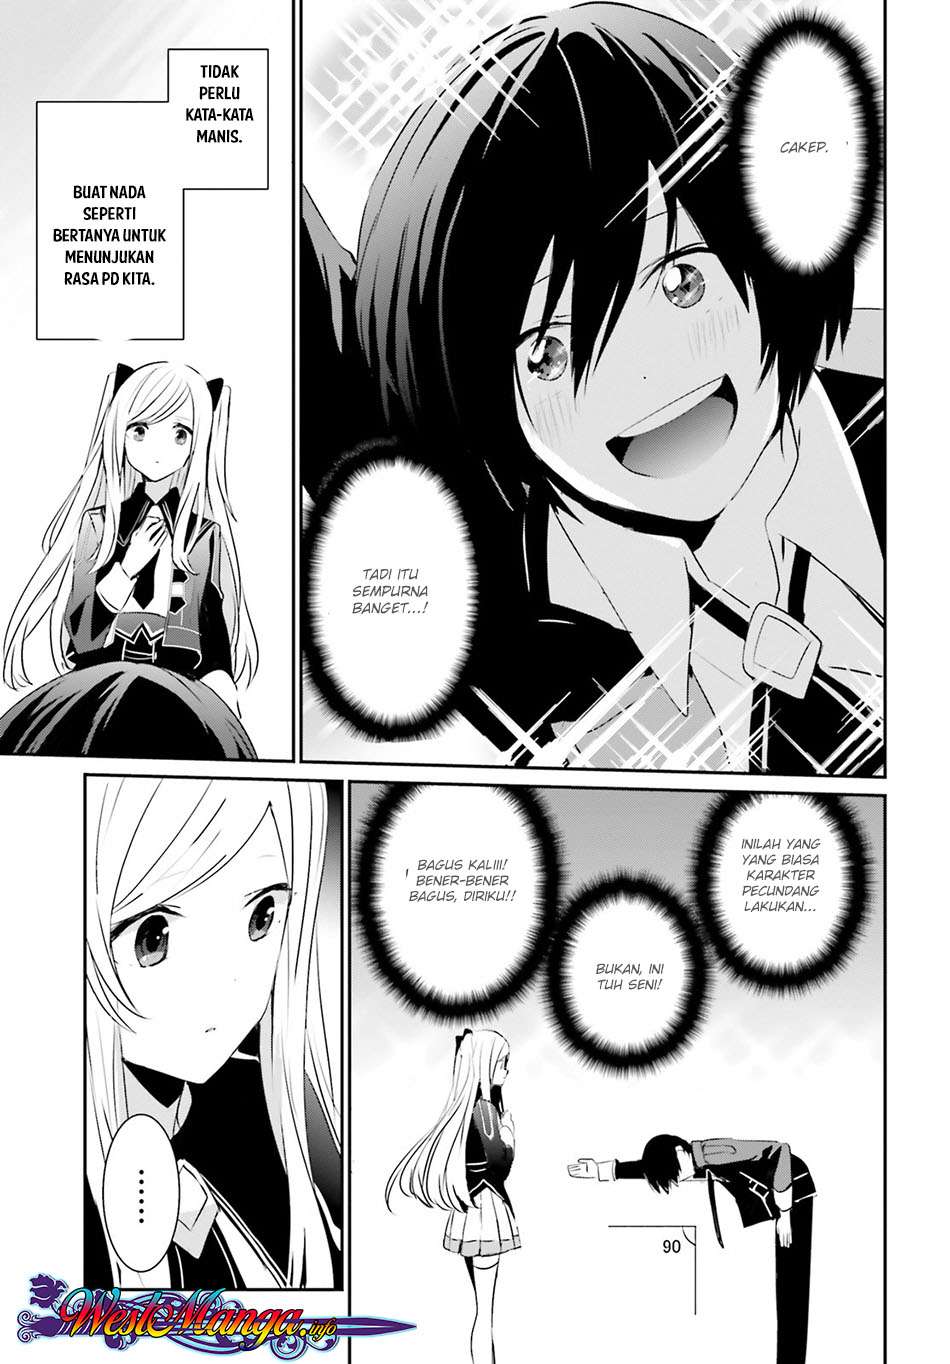 CAKEP.
TADI ITU
SEMPURNA
BANGET...!
TIDAK
PERLU
KATA-KATA
MANIS.
BUAT NADA
SEPERTI
BERTANYA UNTUK
MENUNJUKAN
RASA PD KITA.
INILAH YANG
YANG BIASA
KARAKTER
PECUNDANG
LAKUKAN...
BUKAN, INI
TUH SENI!
BAGUS KALIII!
BENER-BENER
BAGUS, DIRIKU!!
90
......
WestManga.info